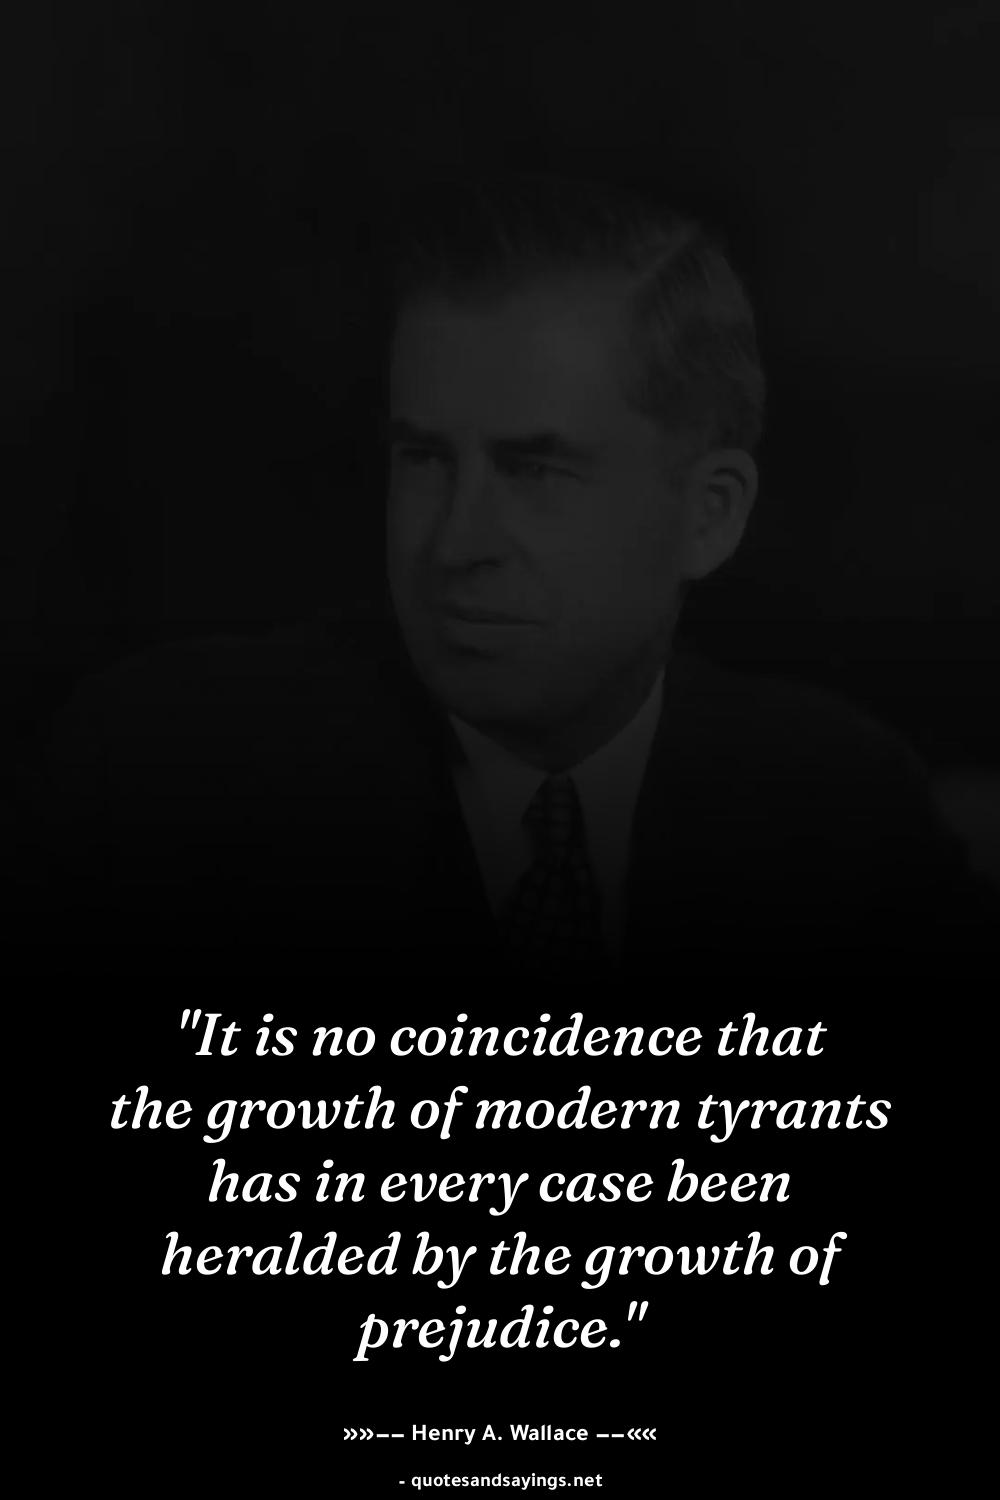 "It is no coincidence that
the growth of modern tyrants
has in every case been
heralded by the growth of
prejudice."
»»–– Henry A. Wallace ––««
- quotesandsayings.net